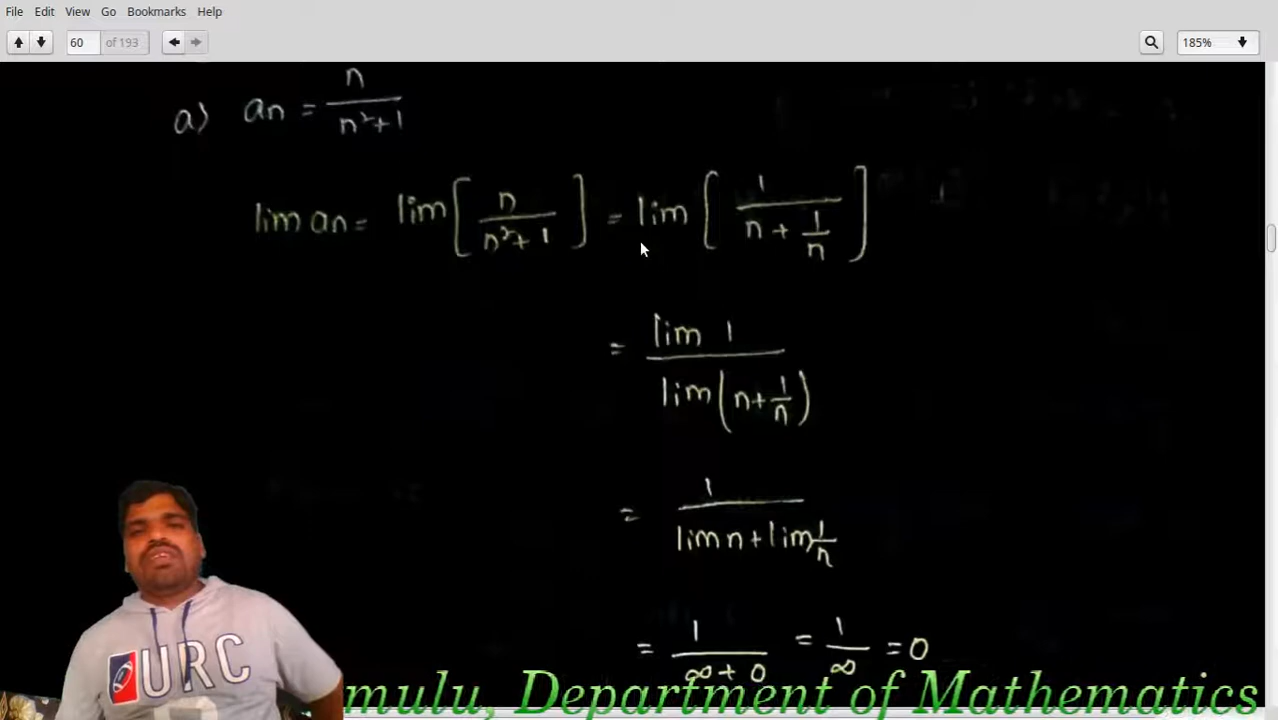 File Edit View Go Bookmarks Help
60 of 193 185%
a) an = n/(n²+1)
lim an = lim[n/(n²+1)] = lim[1/(n + 1/n)]
= lim 1/lim(n+1/n)
= 1/(lim n + lim 1/n)
= 1/(∞+0) = 1/∞ = 0
URC
mulu, Department of Mathematics